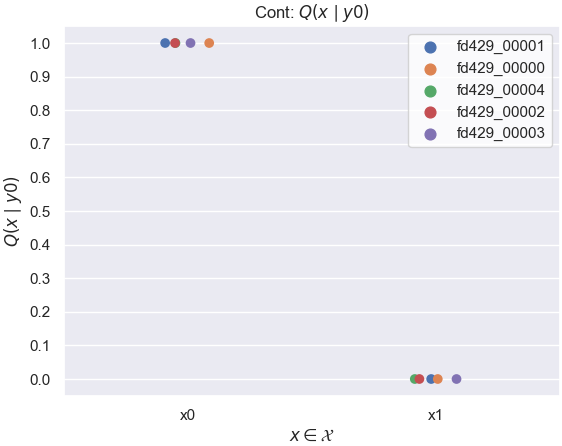 Cont: Q(x | y0)
fd429_00001
fd429_00000
fd429_00004
fd429_00002
fd429_00003
1.0
0.9
0.8
0.7
0.6
0.5
0.4
0.3
0.2
0.1
0.0
Q(x | y0)
x0 x1
x ∈ 𝒳